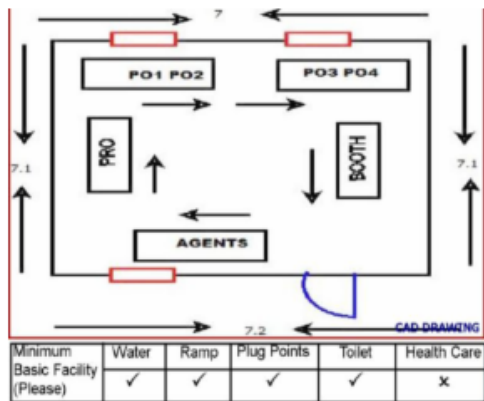 7
PO1 PO2
PO3 PO4
7.1
PRO
BOOTH
7.1
AGENTS
7.2
CAD DRAWING
Minimum Basic Facility (Please) Water Ramp Plug Points Toilet Health Care
✓ ✓ ✓ ✓ x